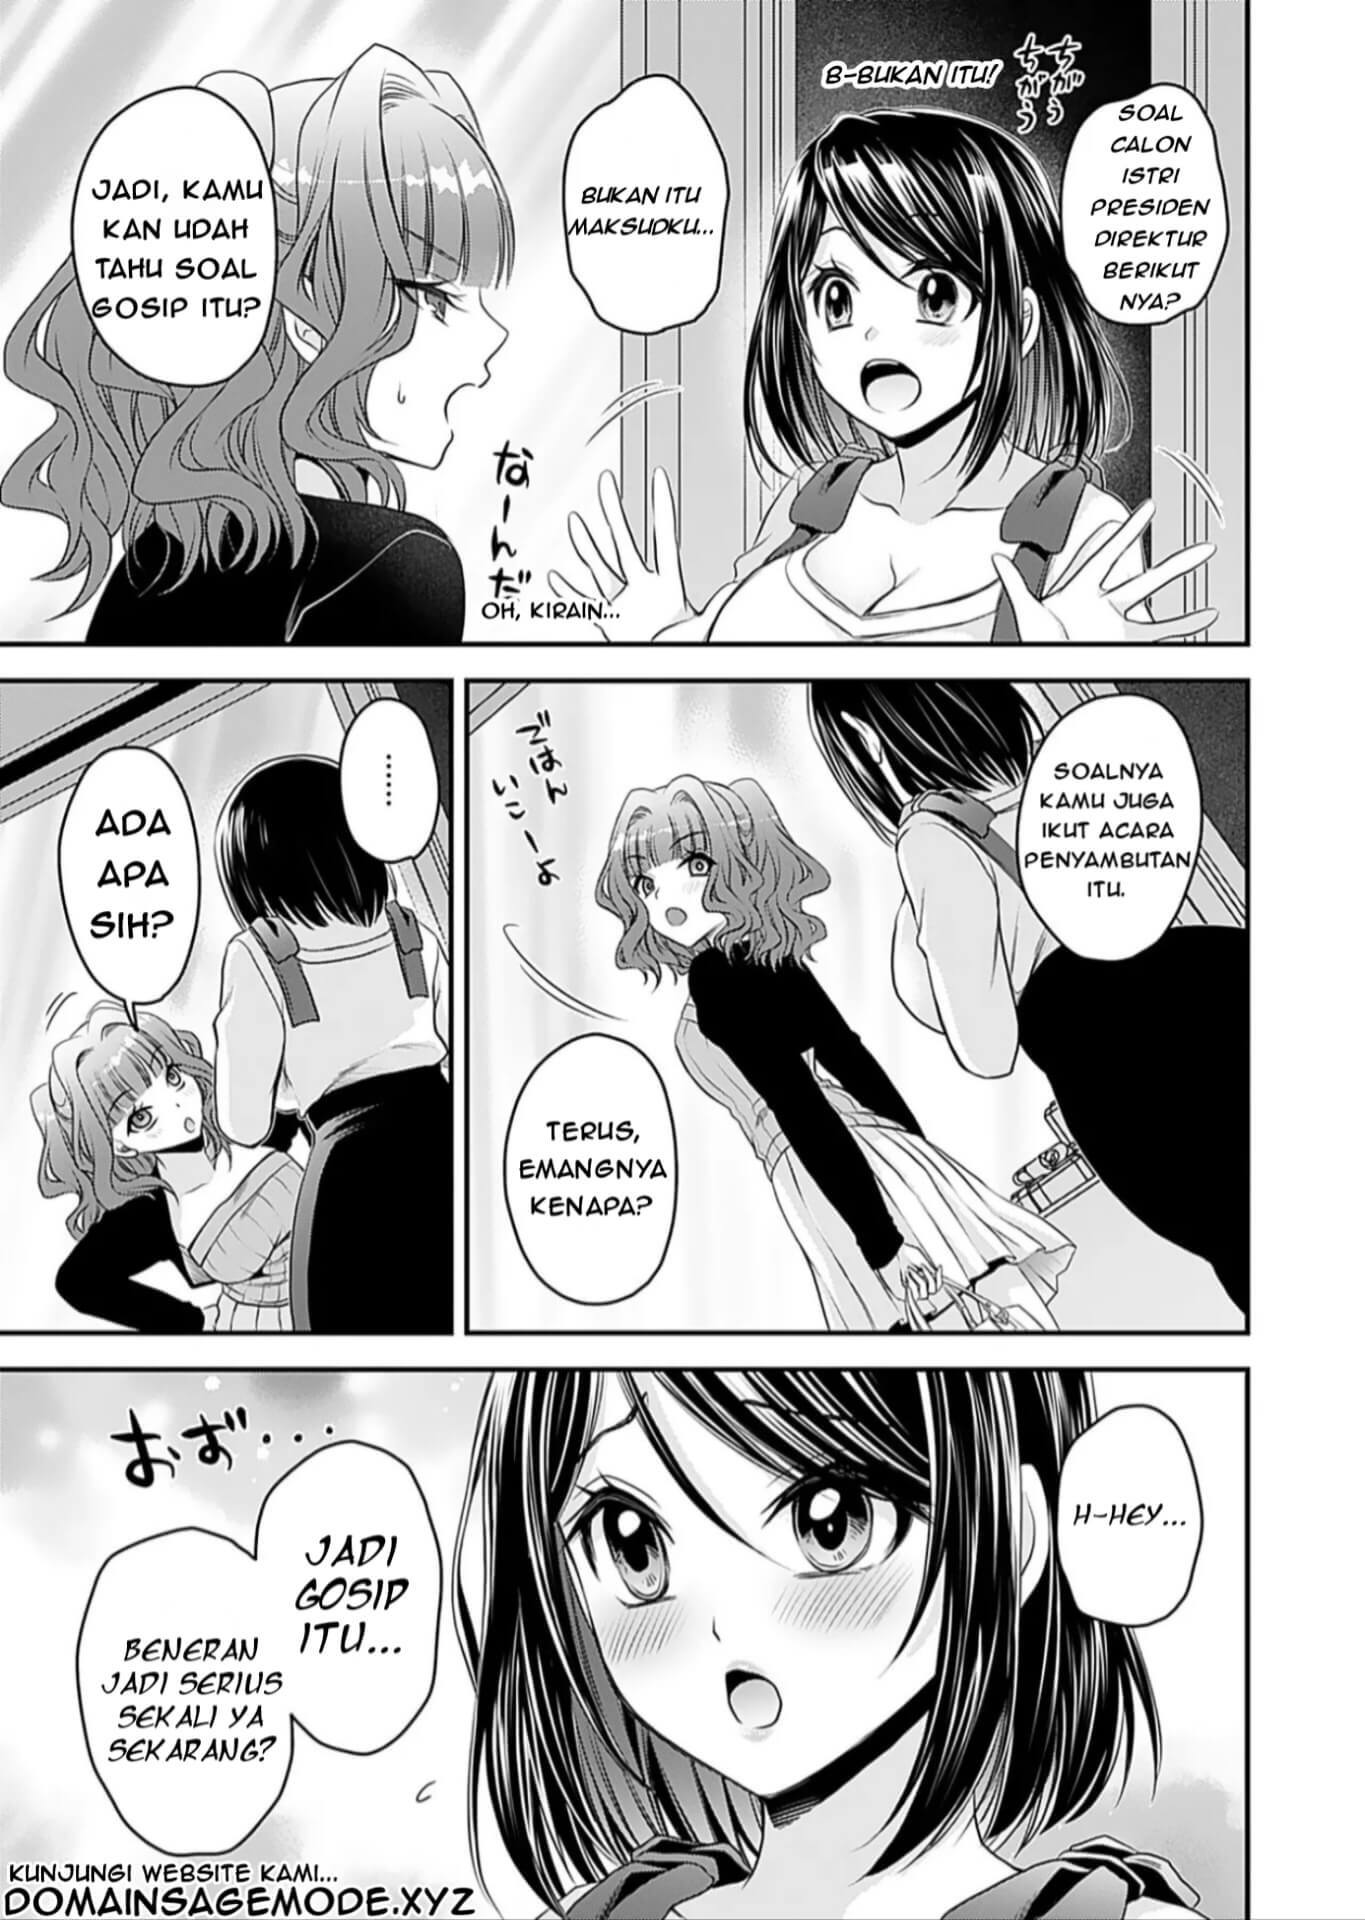 SOAL
CALON
ISTRI
PRESIDEN
DIREKTUR
BERIKUT
NYA?
ちがう
ちがう
B-BUKAN ITU!
BUKAN ITU
MAKSUDKU...
JADI, KAMU
KAN UDAH
TAHU SOAL
GOSIP ITU?
なーんだ
OH, KIRAIN...
SOALNYA
KAMU JUGA
IKUT ACARA
PENYAMBUTAN
ITU.
ごはん
いこーよ
TERUS,
EMANGNYA
KENAPA?
......
ADA
APA
SIH?
H-HEY...
おず...
JADI
GOSIP
ITU...
BENERAN
JADI SERIUS
SEKALI YA
SEKARANG?
KUNJUNGI WEBSITE KAMI...
DOMAINSAGEMODE.XYZ